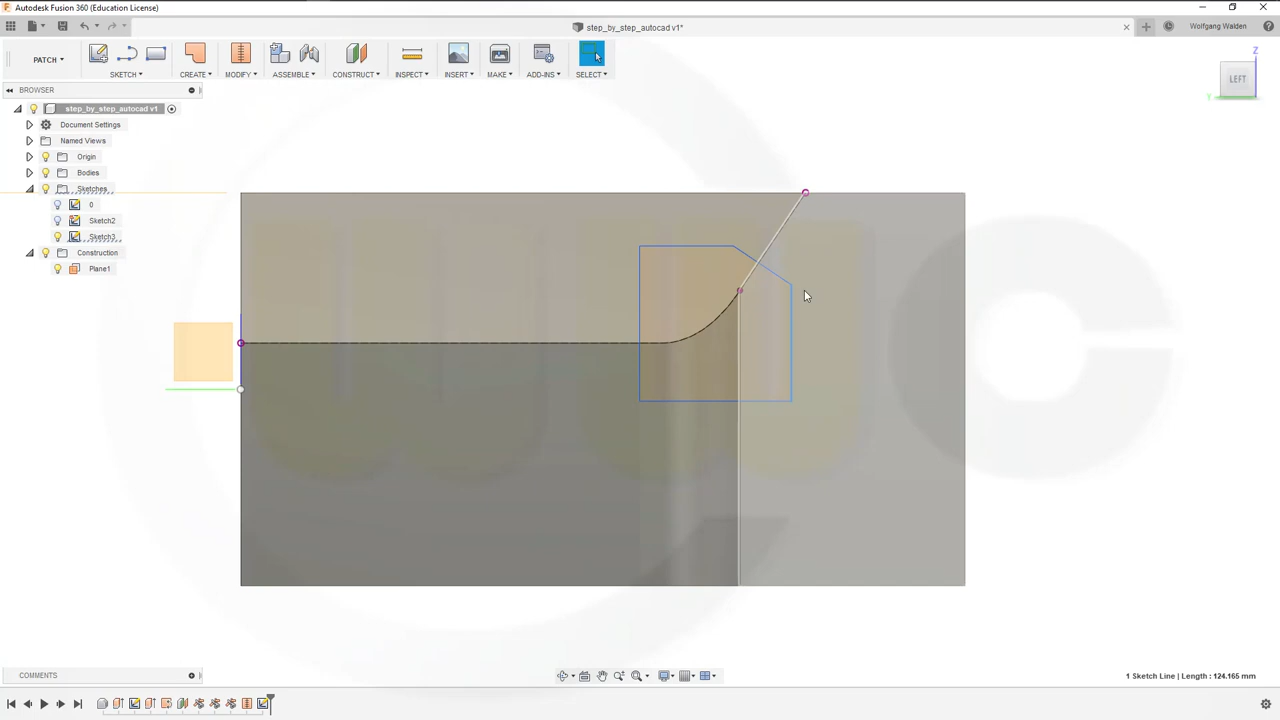 Autodesk Fusion 360 (Education License)
step_by_step_autocad v1*
Wolfgang Walden
PATCH
SKETCH
CREATE
MODIFY
ASSEMBLE
CONSTRUCT
INSPECT
INSERT
MAKE
ADD-INS
SELECT
BROWSER
step_by_step_autocad v1
Document Settings
Named Views
Origin
Bodies
Sketches
0
Sketch2
Sketch3
Construction
Plane1
Z
LEFT
Y
COMMENTS
1 Sketch Line | Length : 124.165 mm